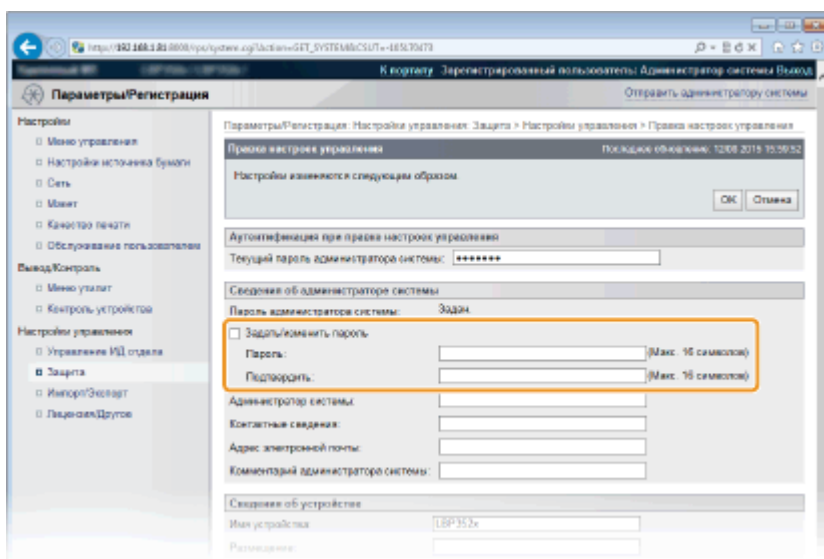 К порталу Зарегистрированный пользователь: Администратор системы Выход
Параметры/Регистрация
Отправить администратору системы
Настройки
Меню управления
Настройки источника бумаги
Сеть
Макет
Качество печати
Обслуживание пользователем
Вывод/Контроль
Меню утилит
Контроль устройства
Настройки управления
Управление ИД отдела
Защита
Импорт/Экспорт
Лицензия/Другое
Параметры/Регистрация: Настройки управления: Защита > Настройки управления > Правка настроек управления
Правка настроек управления
Последнее обновление: 12/08 2015 15:59:52
Настройки изменяются следующим образом.
OK Отмена
Аутентификация при правке настроек управления
Текущий пароль администратора системы: •••••••
Сведения об администраторе системы
Пароль администратора системы: Задан.
Задать/изменить пароль
Пароль: (Макс. 16 символов)
Подтвердить: (Макс. 16 символов)
Администратор системы:
Контактные сведения:
Адрес электронной почты:
Комментарий администратора системы:
Сведения об устройстве
Имя устройства LBP352x
Размещение: